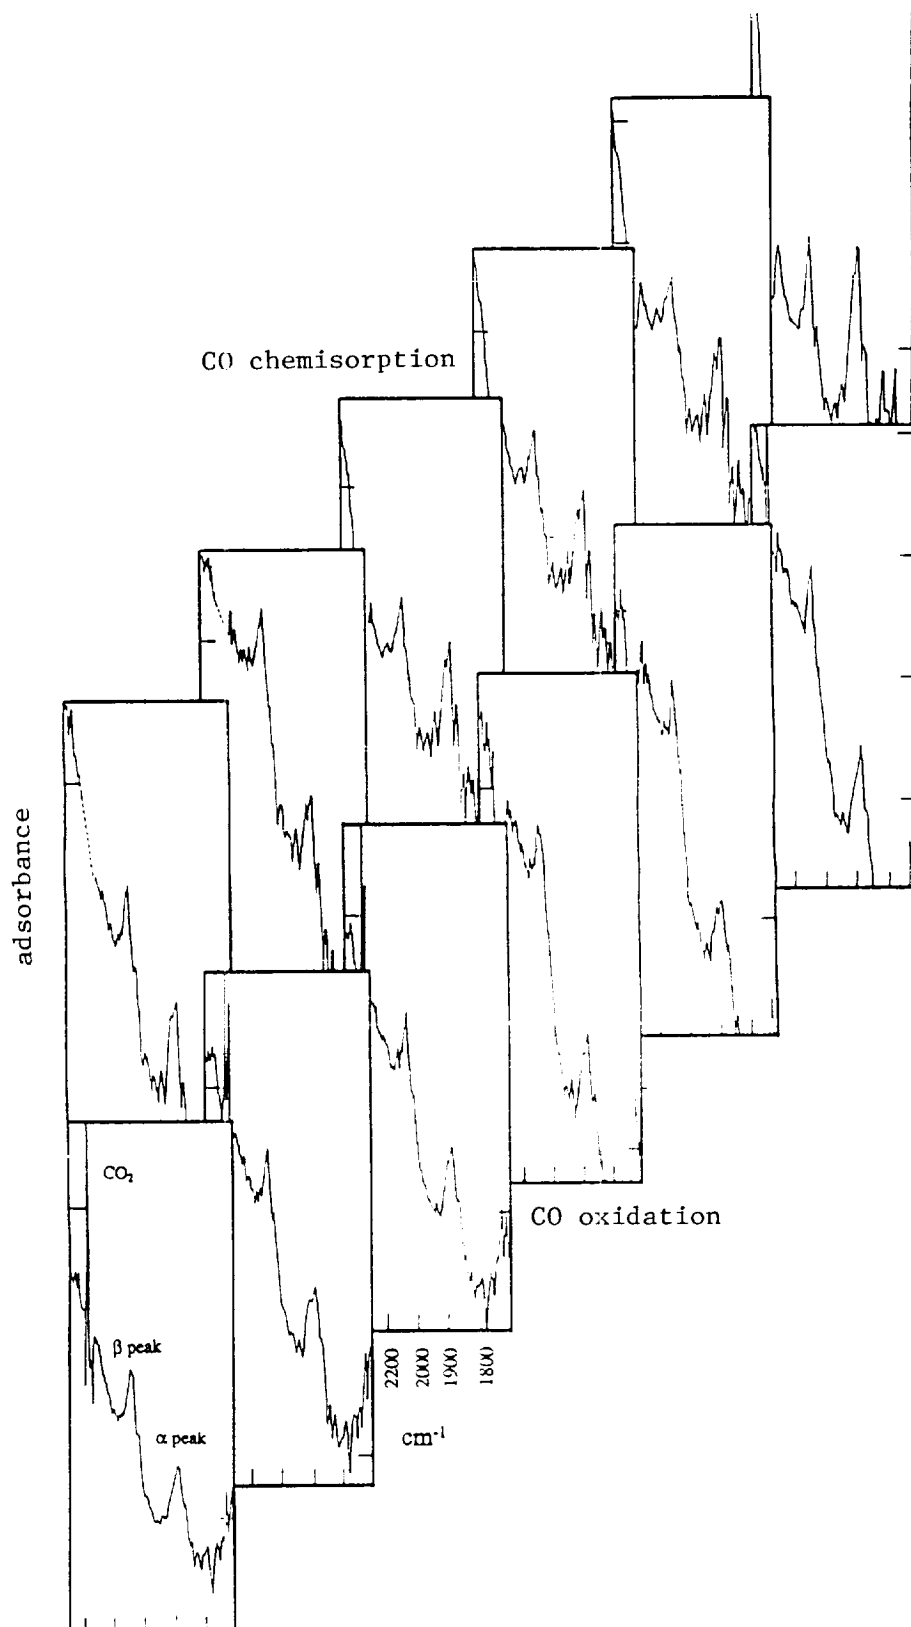 CO chemisorption
adsorbance
CO₂
CO oxidation
β peak
2200
2000
1900
1800
α peak
cm⁻¹